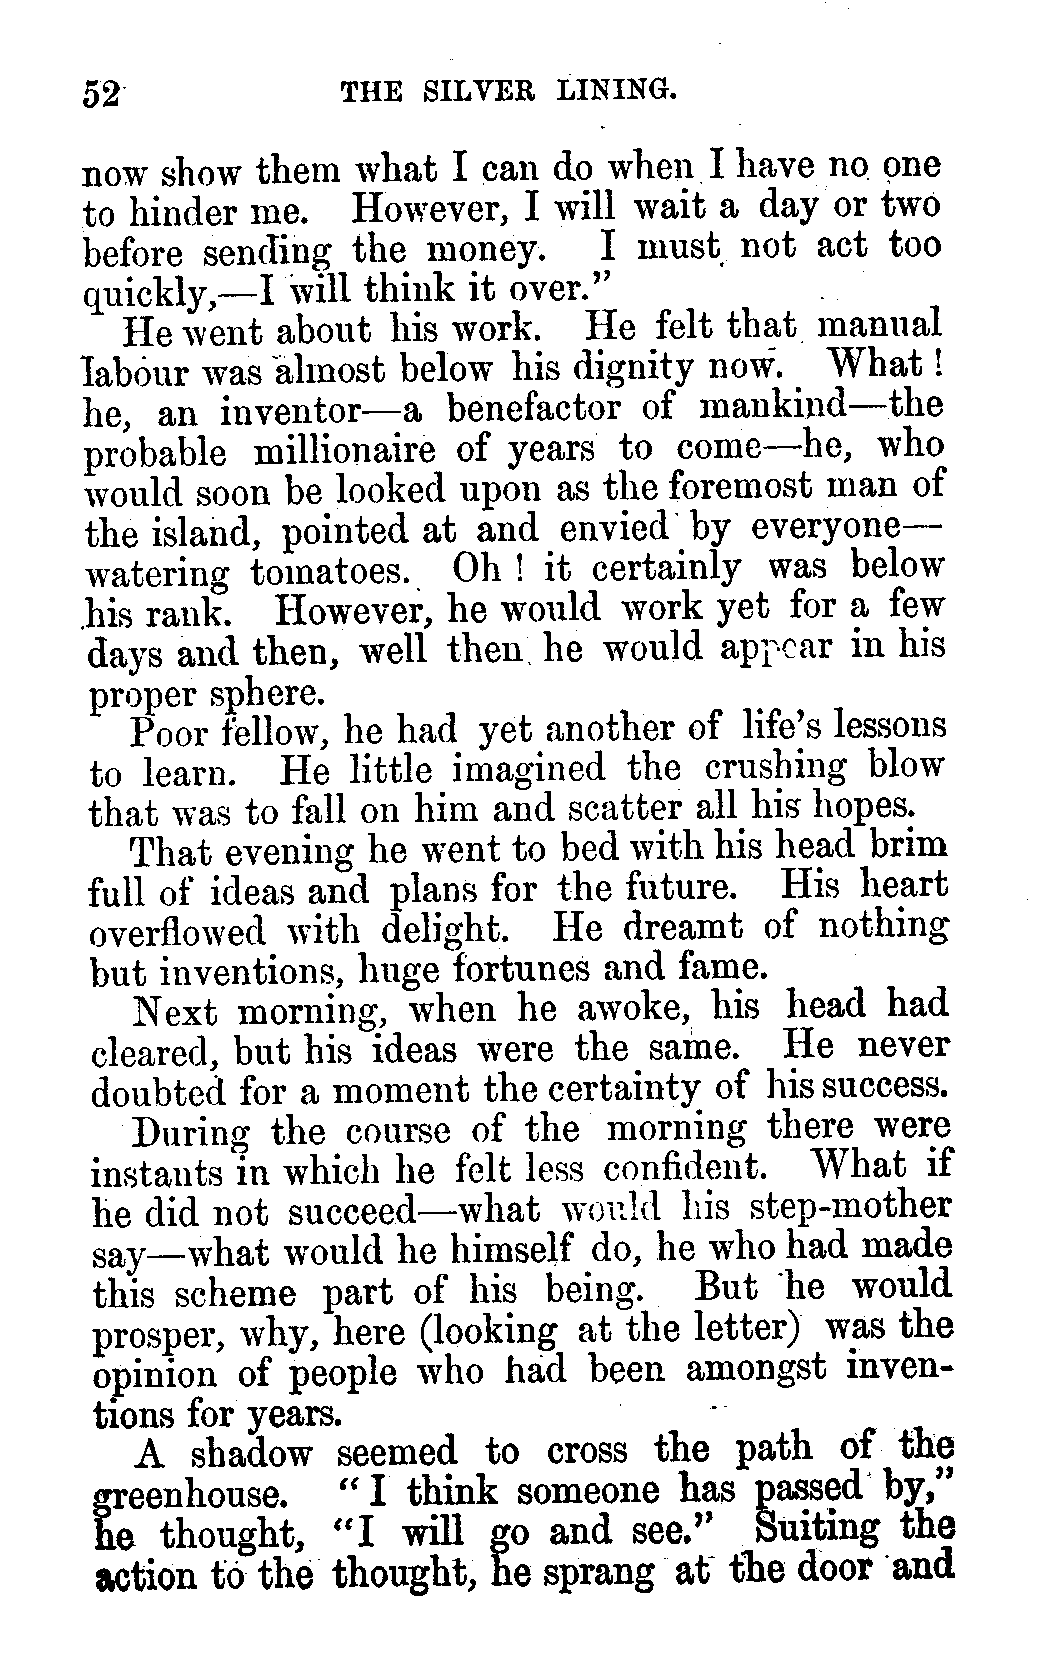 52 THE SILVER LINING.
now show them what I can do when I have no one
to hinder me. However, I will wait a day or two
before sending the money. I must not act too
quickly,—I will think it over."
He went about his work. He felt that manual
labour was almost below his dignity now. What !
he, an inventor—a benefactor of mankind—the
probable millionaire of years to come—he, who
would soon be looked upon as the foremost man of
the island, pointed at and envied by everyone—
watering tomatoes. Oh ! it certainly was below
his rank. However, he would work yet for a few
days and then, well then he would appear in his
proper sphere.
Poor fellow, he had yet another of life's lessons
to learn. He little imagined the crushing blow
that was to fall on him and scatter all his hopes.
That evening he went to bed with his head brim
full of ideas and plans for the future. His heart
overflowed with delight. He dreamt of nothing
but inventions, huge fortunes and fame.
Next morning, when he awoke, his head had
cleared, but his ideas were the same. He never
doubted for a moment the certainty of his success.
During the course of the morning there were
instants in which he felt less confident. What if
he did not succeed—what would his step-mother
say—what would he himself do, he who had made
this scheme part of his being. But he would
prosper, why, here (looking at the letter) was the
opinion of people who had been amongst inven-
tions for years.
A shadow seemed to cross the path of the
greenhouse. "I think someone has passed by,"
he thought, "I will go and see." Suiting the
action to the thought, he sprang at the door and